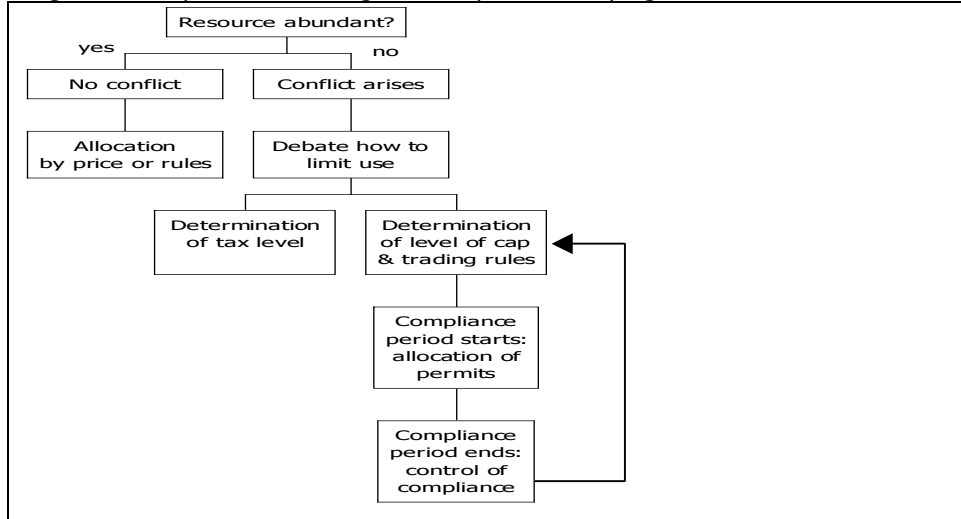 Resource abundant?
yes
no
No conflict
Conflict arises
Allocation
by price or rules
Debate how to
limit use
Determination
of tax level
Determination
of level of cap
& trading rules
Compliance
period starts:
allocation of
permits
Compliance
period ends:
control of
compliance